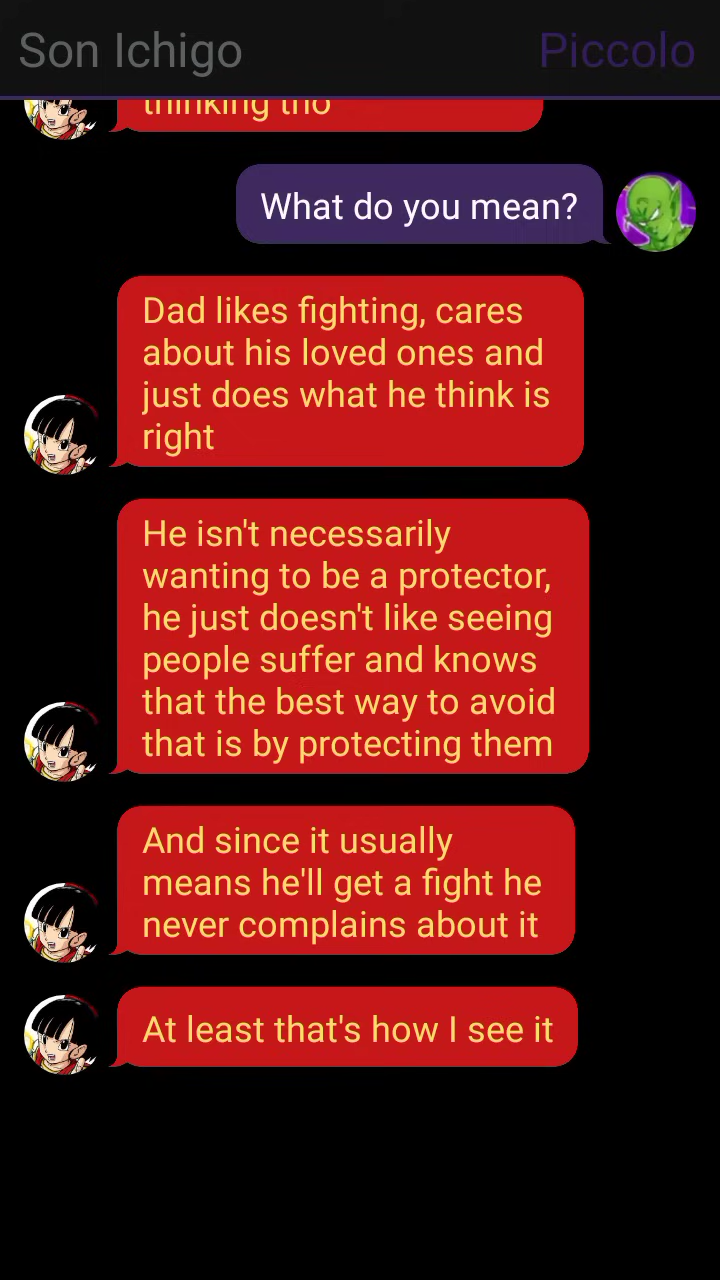 Son Ichigo
Piccolo
thinking tho
What do you mean?
Dad likes fighting, cares
about his loved ones and
just does what he think is
right
He isn't necessarily
wanting to be a protector,
he just doesn't like seeing
people suffer and knows
that the best way to avoid
that is by protecting them
And since it usually
means he'll get a fight he
never complains about it
At least that's how I see it